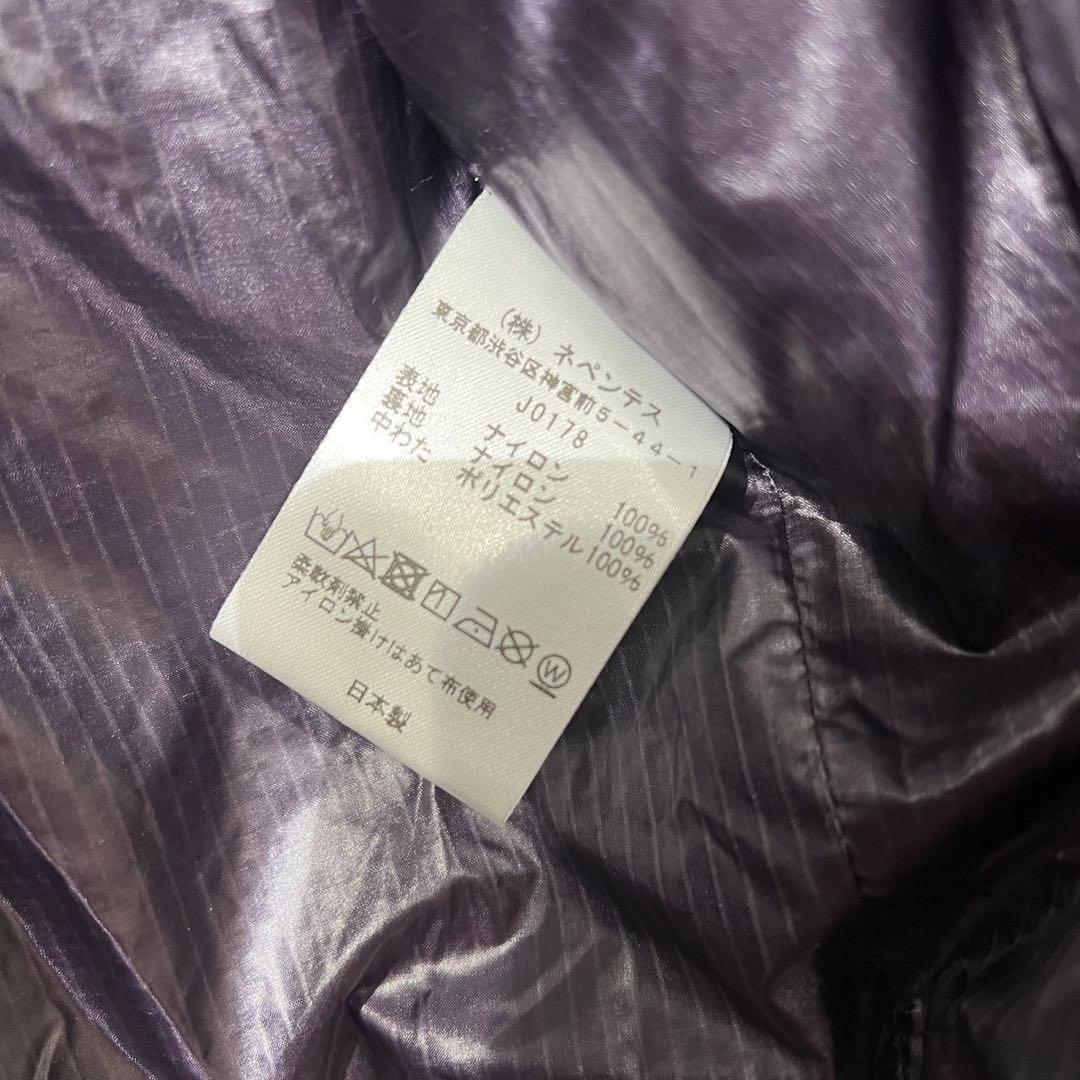 (株) ネペンテス
東京都渋谷区神宮前5-44-1
J0178
表地 ナイロン 100%
裏地 ナイロン 100%
中わた ポリエステル100%
柔軟剤禁止
アイロン掛けはあて布使用
日本製
W